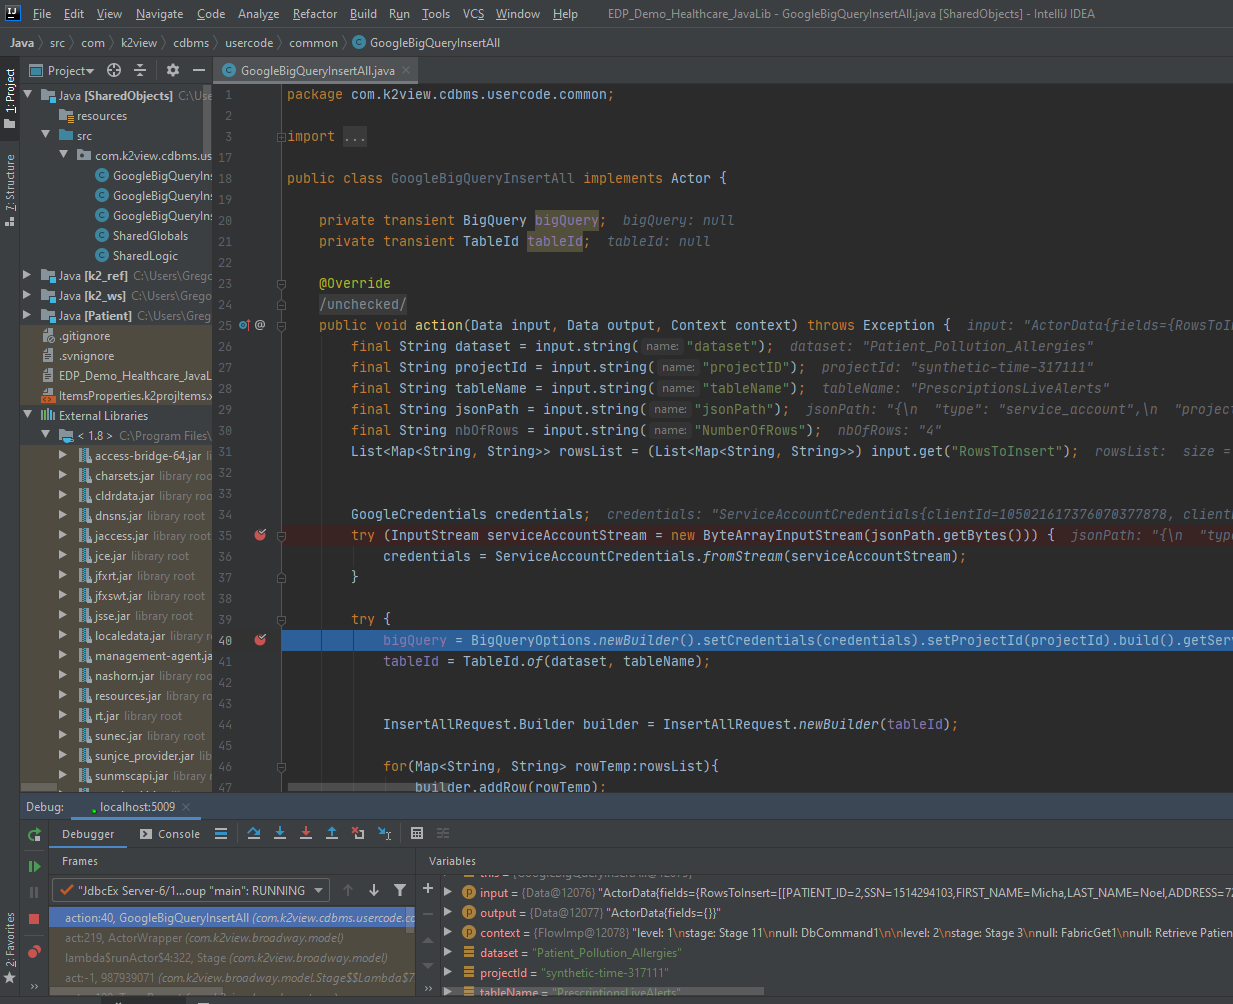 File Edit View Navigate Code Analyze Refactor Build Run Tools VCS Window Help EDP_Demo_Healthcare_JavaLib - GoogleBigQueryInsertAll.java [SharedObjects] - IntelliJ IDEA
Java src com k2view cdbms usercode common GoogleBigQueryInsertAll
1: Project
7: Structure
2: Favorites
Project
Java [SharedObjects] C:\Use
resources
src
com.k2view.cdbms.us
GoogleBigQueryIns
GoogleBigQueryIns
GoogleBigQueryIns
SharedGlobals
SharedLogic
Java [k2_ref] C:\Users\Grego
Java [k2_ws] C:\Users\Grego
Java [Patient] C:\Users\Greg
.gitignore
.svnignore
EDP_Demo_Healthcare_JavaL
ItemsProperties.k2projItems.x
External Libraries
< 1.8 > C:\Program Files\
access-bridge-64.jar
charsets.jar library roo
cldrdata.jar library roo
dnsns.jar library root
jaccess.jar library root
jce.jar library root
jfxrt.jar library root
jfxswt.jar library root
jsse.jar library root
localedata.jar library r
management-agent.ja
nashorn.jar library roo
resources.jar library ro
rt.jar library root
sunec.jar library root
sunjce_provider.jar lib
sunmscapi.jar library r
GoogleBigQueryInsertAll.java
1 package com.k2view.cdbms.usercode.common;
2
3 import ...
17
18 public class GoogleBigQueryInsertAll implements Actor {
19
20 private transient BigQuery bigQuery; bigQuery: null
21 private transient TableId tableId; tableId: null
22
23 @Override
24 /unchecked/
25 @ public void action(Data input, Data output, Context context) throws Exception { input: "ActorData{fields={RowsToIn
26 final String dataset = input.string( name: "dataset"); dataset: "Patient_Pollution_Allergies"
27 final String projectId = input.string( name: "projectID"); projectId: "synthetic-time-317111"
28 final String tableName = input.string( name: "tableName"); tableName: "PrescriptionsLiveAlerts"
29 final String jsonPath = input.string( name: "jsonPath"); jsonPath: "{\n "type": "service_account",\n "project
30 final String nbOfRows = input.string( name: "NumberOfRows"); nbOfRows: "4"
31 List<Map<String, String>> rowsList = (List<Map<String, String>>) input.get("RowsToInsert"); rowsList: size =
32
33
34 GoogleCredentials credentials; credentials: "ServiceAccountCredentials{clientId=105021617376070377878, client
35 try (InputStream serviceAccountStream = new ByteArrayInputStream(jsonPath.getBytes())) { jsonPath: "{\n "type
36 credentials = ServiceAccountCredentials.fromStream(serviceAccountStream);
37 }
38
39 try {
40 bigQuery = BigQueryOptions.newBuilder().setCredentials(credentials).setProjectId(projectId).build().getServ
41 tableId = TableId.of(dataset, tableName);
42
43
44 InsertAllRequest.Builder builder = InsertAllRequest.newBuilder(tableId);
45
46 for(Map<String, String> rowTemp:rowsList){
47 builder.addRow(rowTemp);
Debug: localhost:5009
Debugger Console
Frames
"JdbcEx Server-6/1...oup "main": RUNNING
action:40, GoogleBigQueryInsertAll (com.k2view.cdbms.usercode.co
act:219, ActorWrapper (com.k2view.broadway.model)
lambda$runActor$4:322, Stage (com.k2view.broadway.model)
act:-1, 987939071 (com.k2view.broadway.model.Stage$$Lambda$7
Variables
this = {GoogleBigQueryInsertAll@12075}
input = {Data@12076} "ActorData{fields={RowsToInsert=[[PATIENT_ID=2,SSN=1514294103,FIRST_NAME=Micha,LAST_NAME=Noel,ADDRESS=72
output = {Data@12077} "ActorData{fields={}}"
context = {FlowImp@12078} "level: 1\nstage: Stage 11\nnull: DbCommand1\n\nlevel: 2\nstage: Stage 3\nnull: FabricGet1\nnull: Retrieve Patien
dataset = "Patient_Pollution_Allergies"
projectId = "synthetic-time-317111"
tableName = "PrescriptionsLiveAlerts"